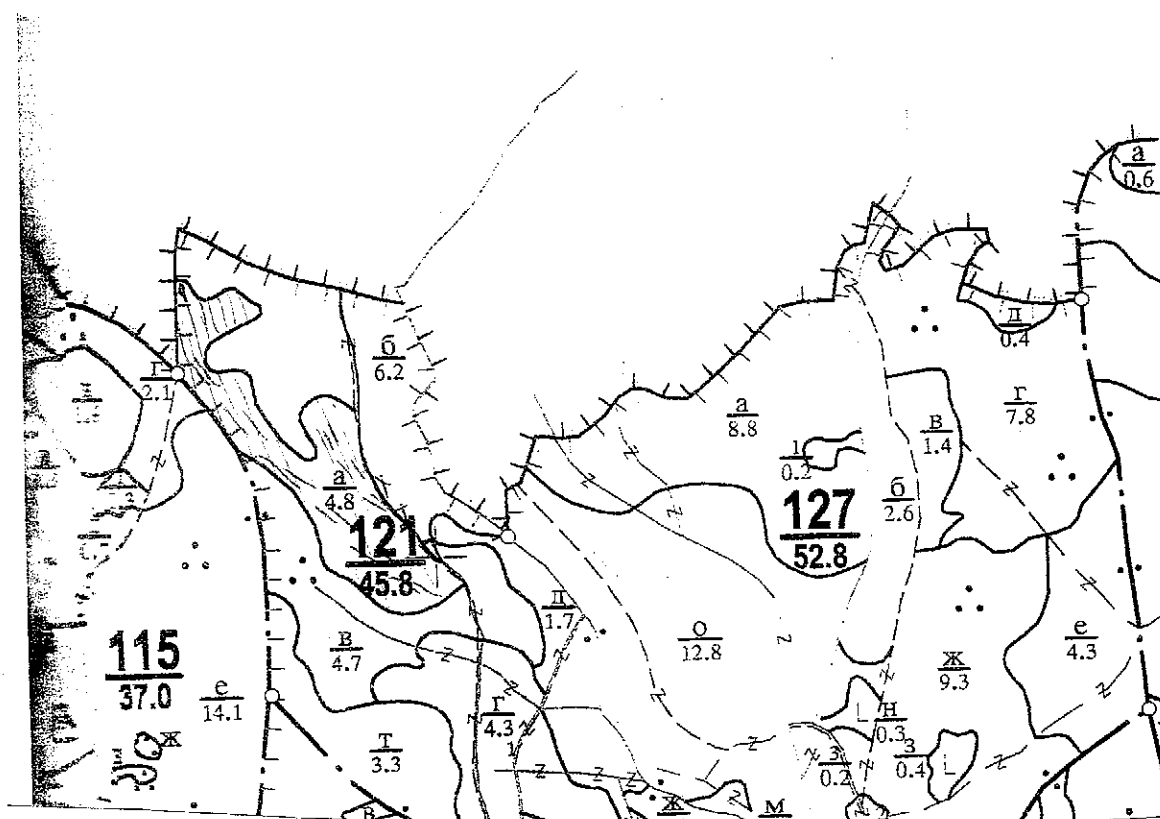 а
0.6
д
0.4
б
6.2
г
2.1
а
8.8
г
7.8
в
1.4
1
0.2
127
52.8
б
2.6
а
4.8
121
45.8
д
1.7
о
12.8
е
4.3
в
4.7
ж
9.3
115
37.0
е
14.1
г
4.3
н
0.3
т
3.3
з
0.2
з
0.4
ж
1
L
L
в
ж
м